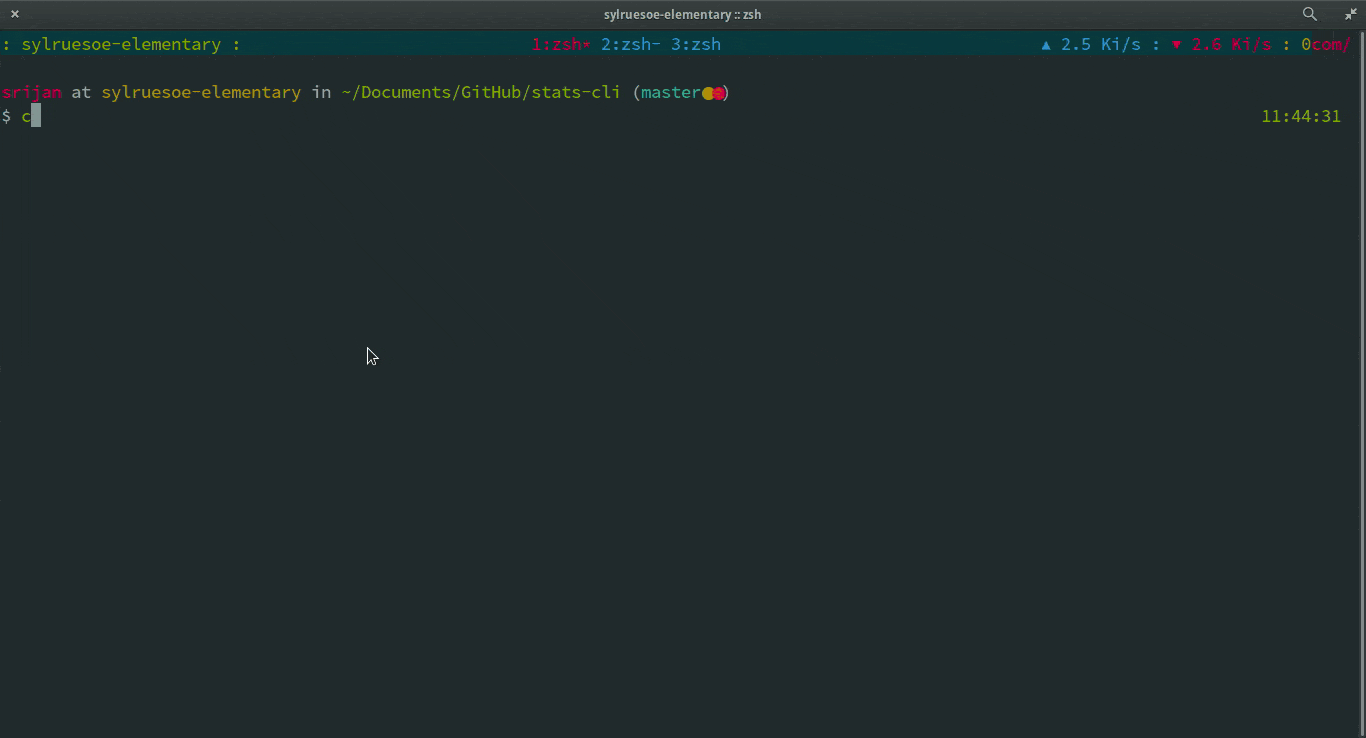 sylruesoe-elementary :: zsh
: sylruesoe-elementary : 1:zsh* 2:zsh- 3:zsh ▲ 2.5 Ki/s : ▼ 2.6 Ki/s : 0com/
srijan at sylruesoe-elementary in ~/Documents/GitHub/stats-cli (master●●)
$ c 11:44:31